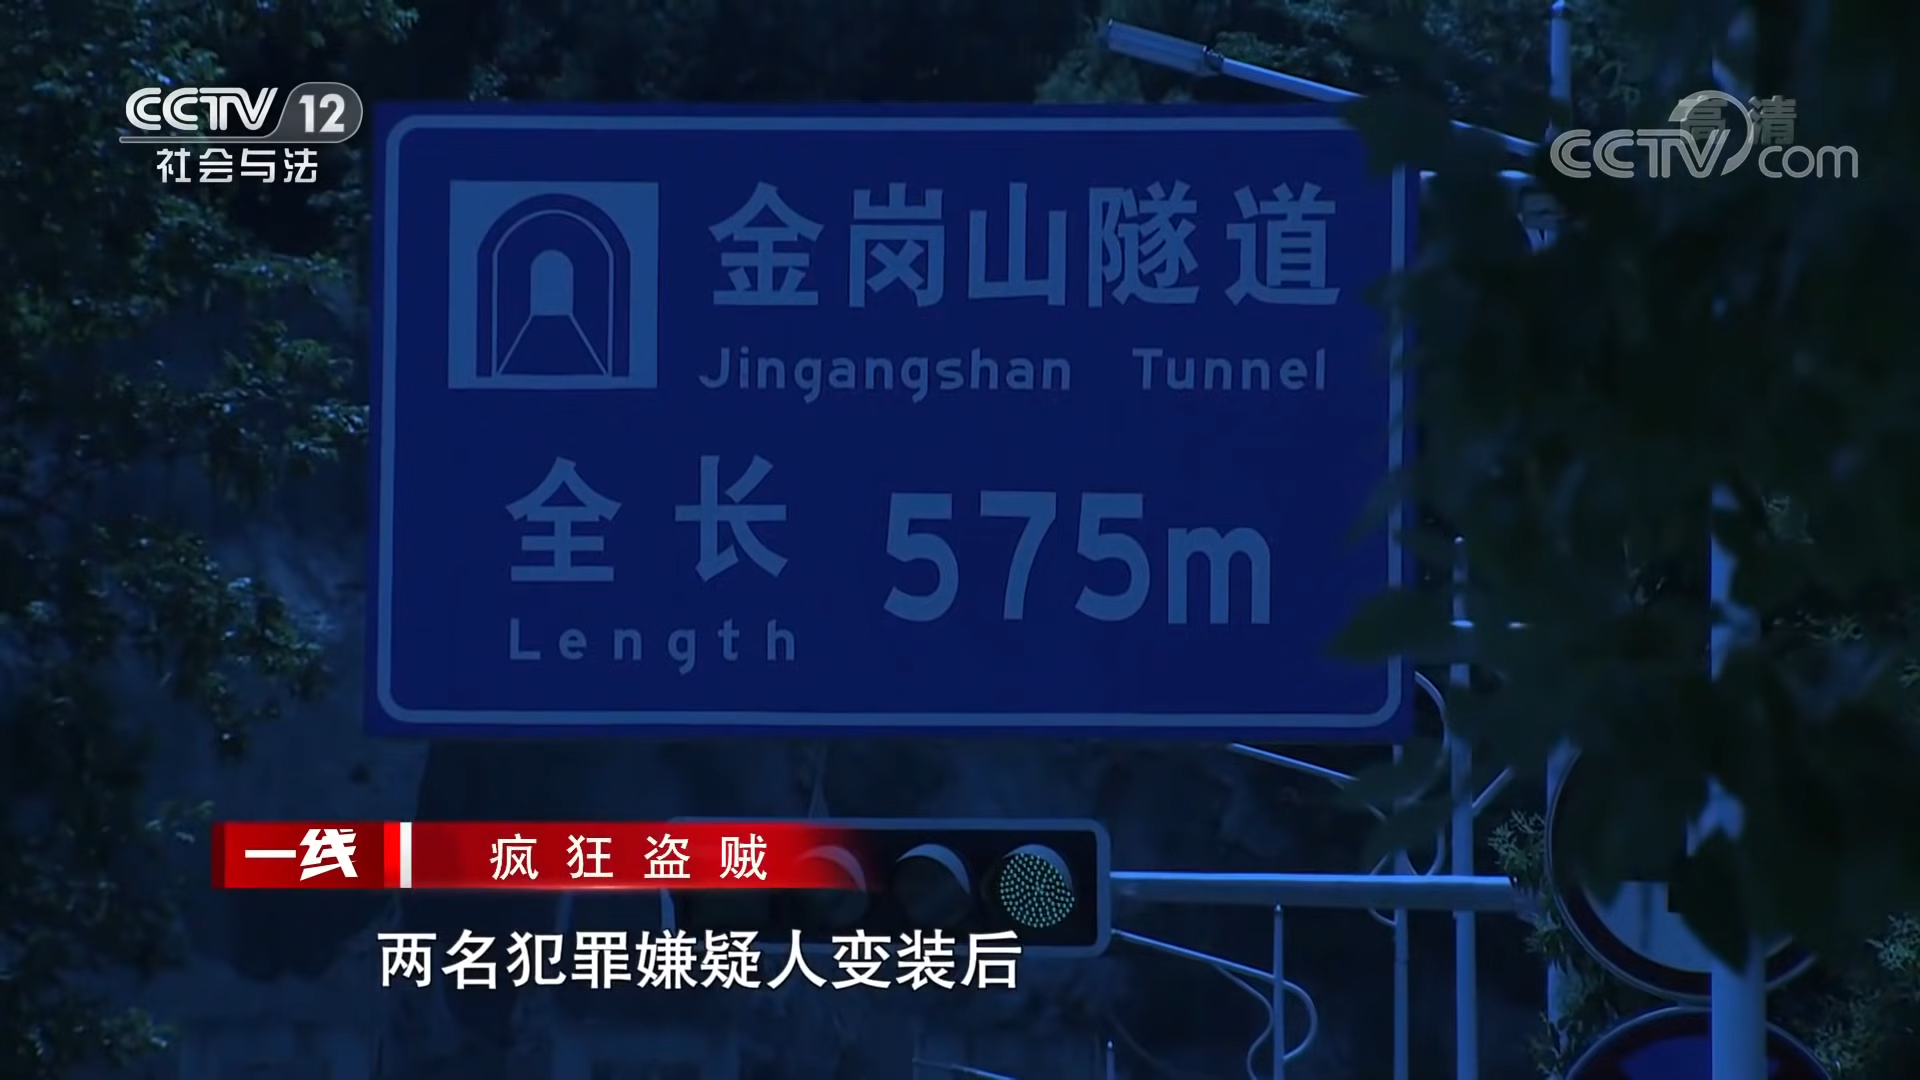 CCTV 12
社会与法
高清
CCTV com
金岗山隧道
Jingangshan Tunnel
全长 575m
Length
一线 疯狂盗贼
两名犯罪嫌疑人变装后